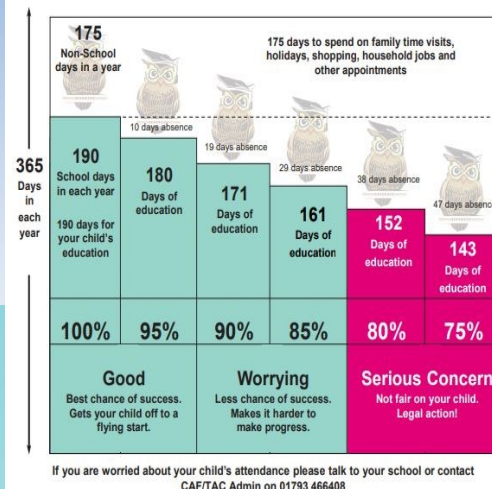 175
Non-School
days in a year
175 days to spend on family time visits,
holidays, shopping, household jobs and
other appointments
10 days absence
19 days absence
29 days absence
38 days absence
47 days absence
365
Days
in
each
year
190
School days
in each year
190 days for
your child's
education
180
Days of
education
171
Days of
education
161
Days of
education
152
Days of
education
143
Days of
education
100%
95%
90%
85%
80%
75%
Good
Best chance of success.
Gets your child off to a
flying start.
Worrying
Less chance of success.
Makes it harder to
make progress.
Serious Concern
Not fair on your child.
Legal action!
If you are worried about your child's attendance please talk to your school or contact
CAF/TAC Admin on 01793 466408